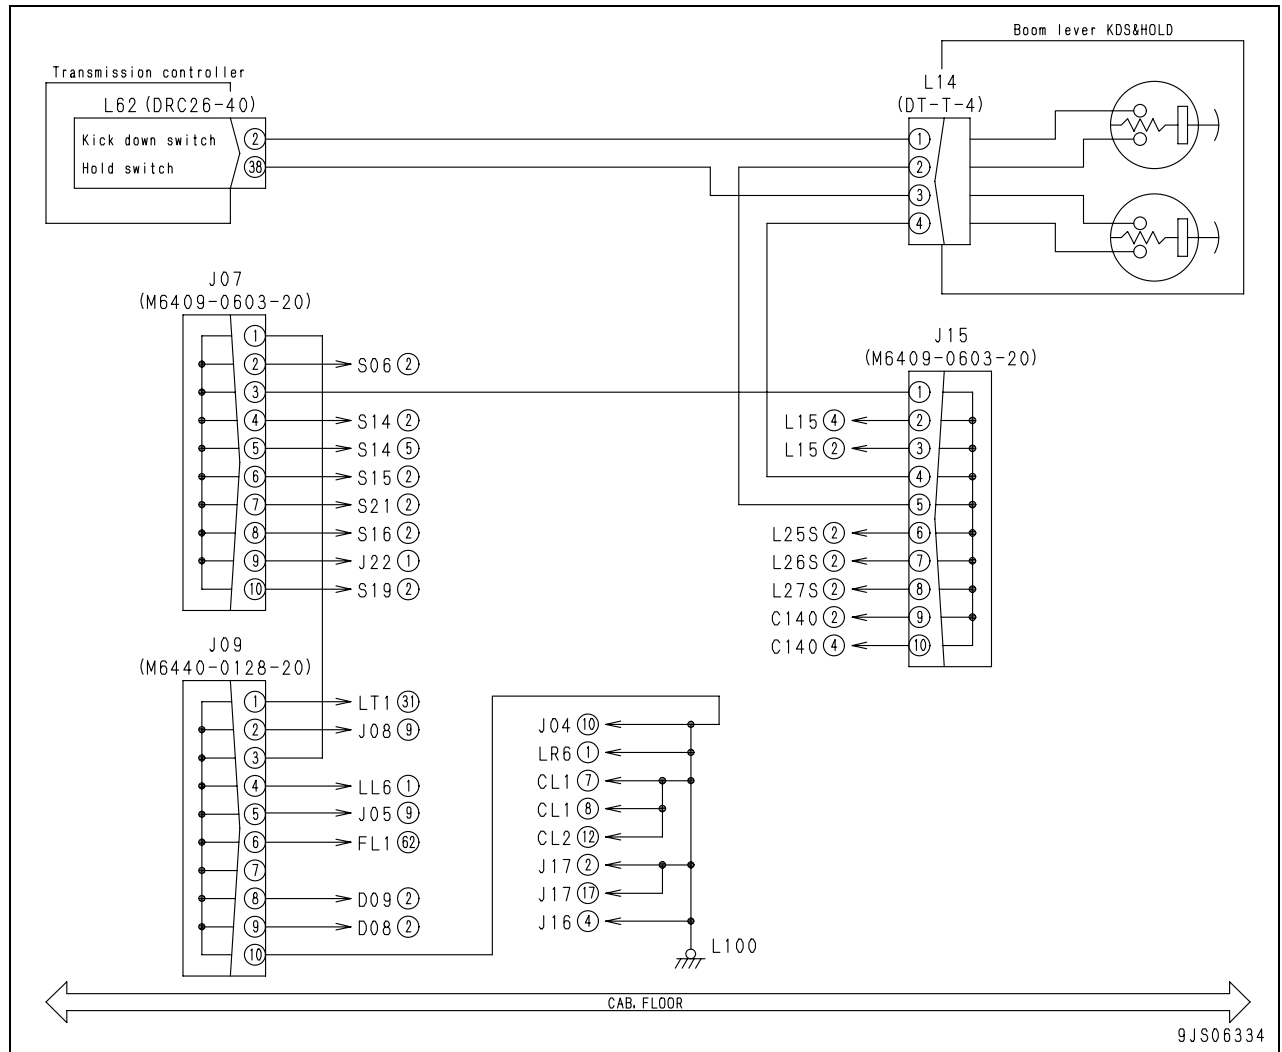 Boom lever KDS&HOLD
Transmission controller
L14
(DT-T-4)
L62 (DRC26-40)
Kick down switch 2
Hold switch 38
1
2
3
4
J07
(M6409-0603-20)
1
2 S06 2
3
4 S14 2
5 S14 5
6 S15 2
7 S21 2
8 S16 2
9 J22 1
10 S19 2
J15
(M6409-0603-20)
1
L15 4 2
L15 2 3
4
5
L25S 2 6
L26S 2 7
L27S 2 8
C140 2 9
C140 4 10
J09
(M6440-0128-20)
1 LT1 31
2 J08 9
3
4 LL6 1
5 J05 9
6 FL1 62
7
8 D09 2
9 D08 2
10
J04 10
LR6 1
CL1 7
CL1 8
CL2 12
J17 2
J17 17
J16 4
L100
CAB. FLOOR
9JS06334